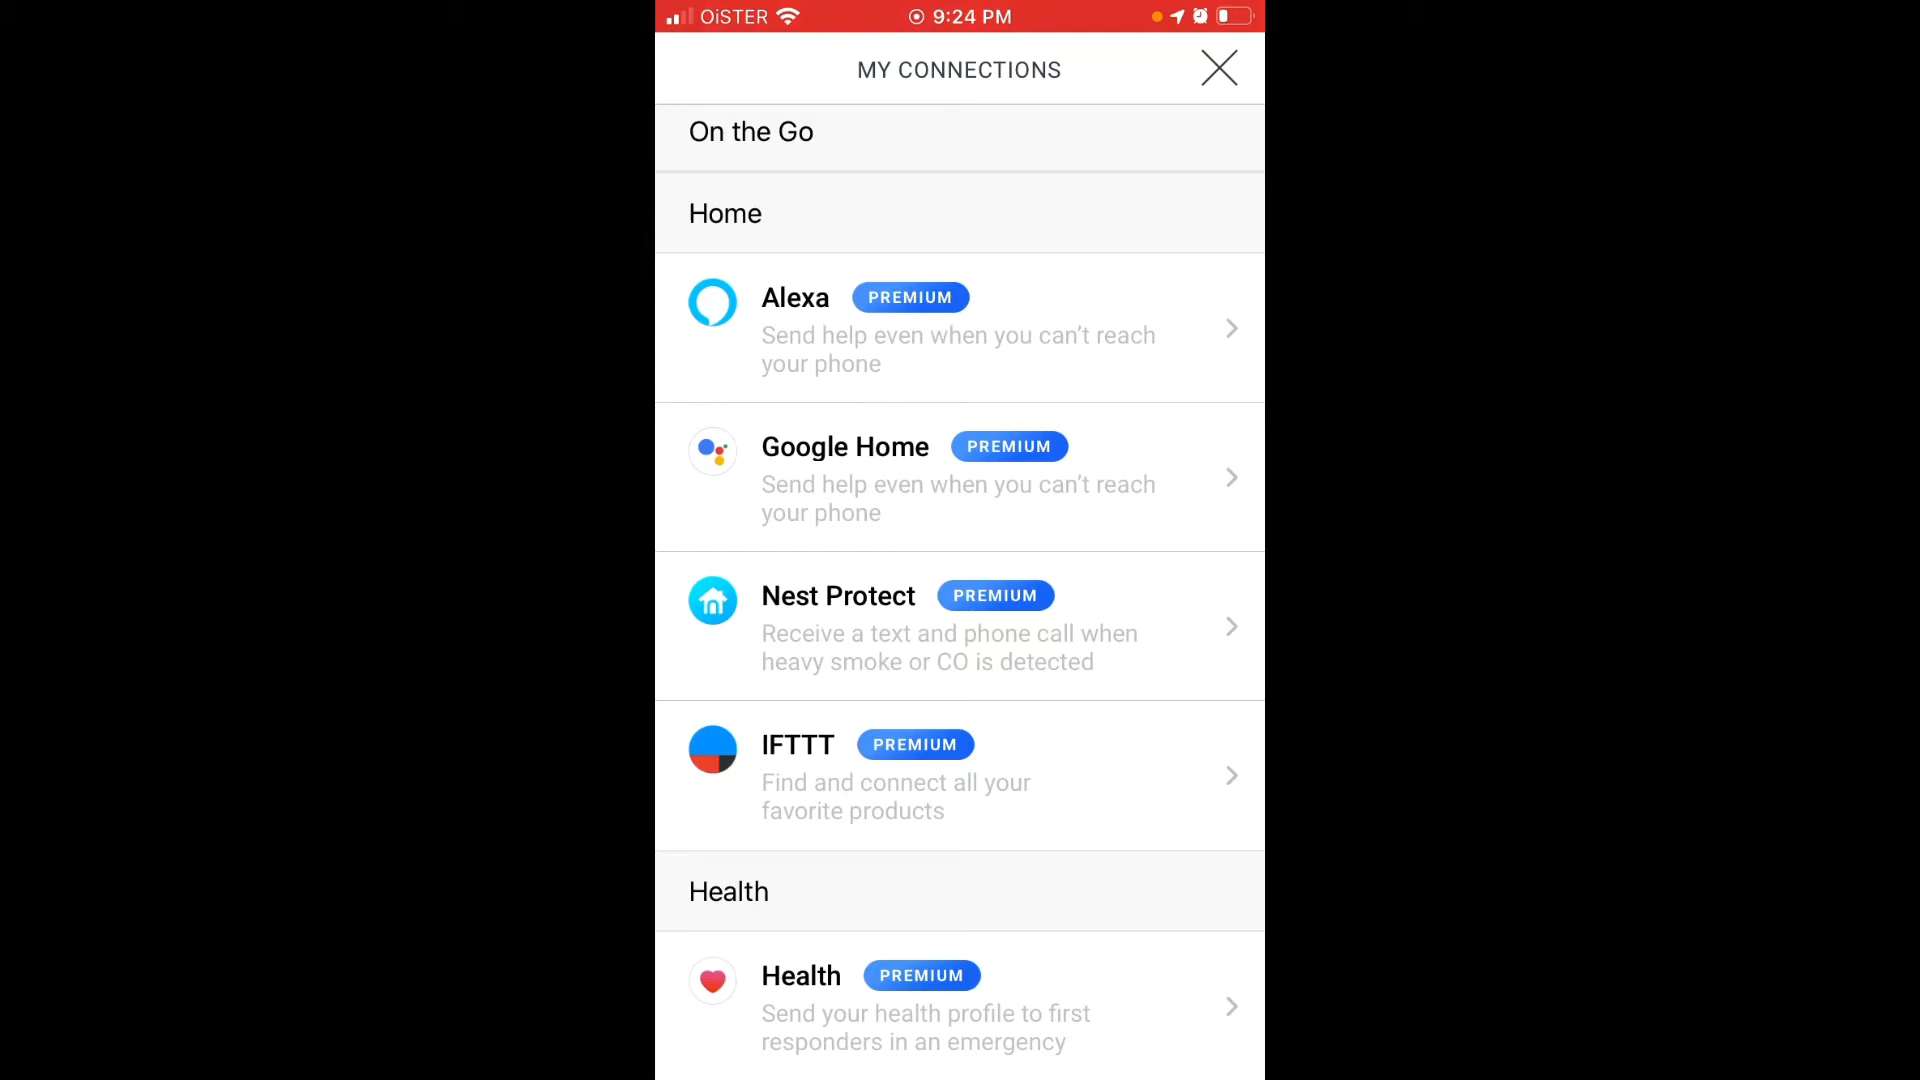 OiSTER 9:24 PM
MY CONNECTIONS
On the Go
Home
Alexa PREMIUM
Send help even when you can’t reach
your phone
Google Home PREMIUM
Send help even when you can’t reach
your phone
Nest Protect PREMIUM
Receive a text and phone call when
heavy smoke or CO is detected
IFTTT PREMIUM
Find and connect all your
favorite products
Health
Health PREMIUM
Send your health profile to first
responders in an emergency